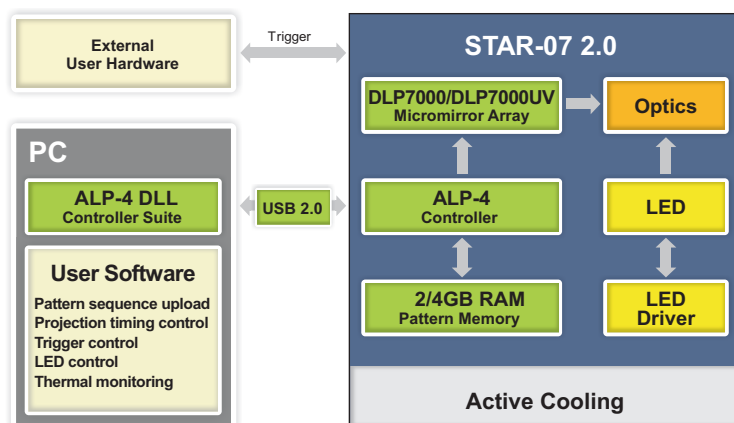 External
User Hardware
Trigger
STAR-07 2.0
DLP7000/DLP7000UV
Micromirror Array
Optics
PC
ALP-4 DLL
Controller Suite
USB 2.0
ALP-4
Controller
LED
User Software
Pattern sequence upload
Projection timing control
Trigger control
LED control
Thermal monitoring
2/4GB RAM
Pattern Memory
LED
Driver
Active Cooling